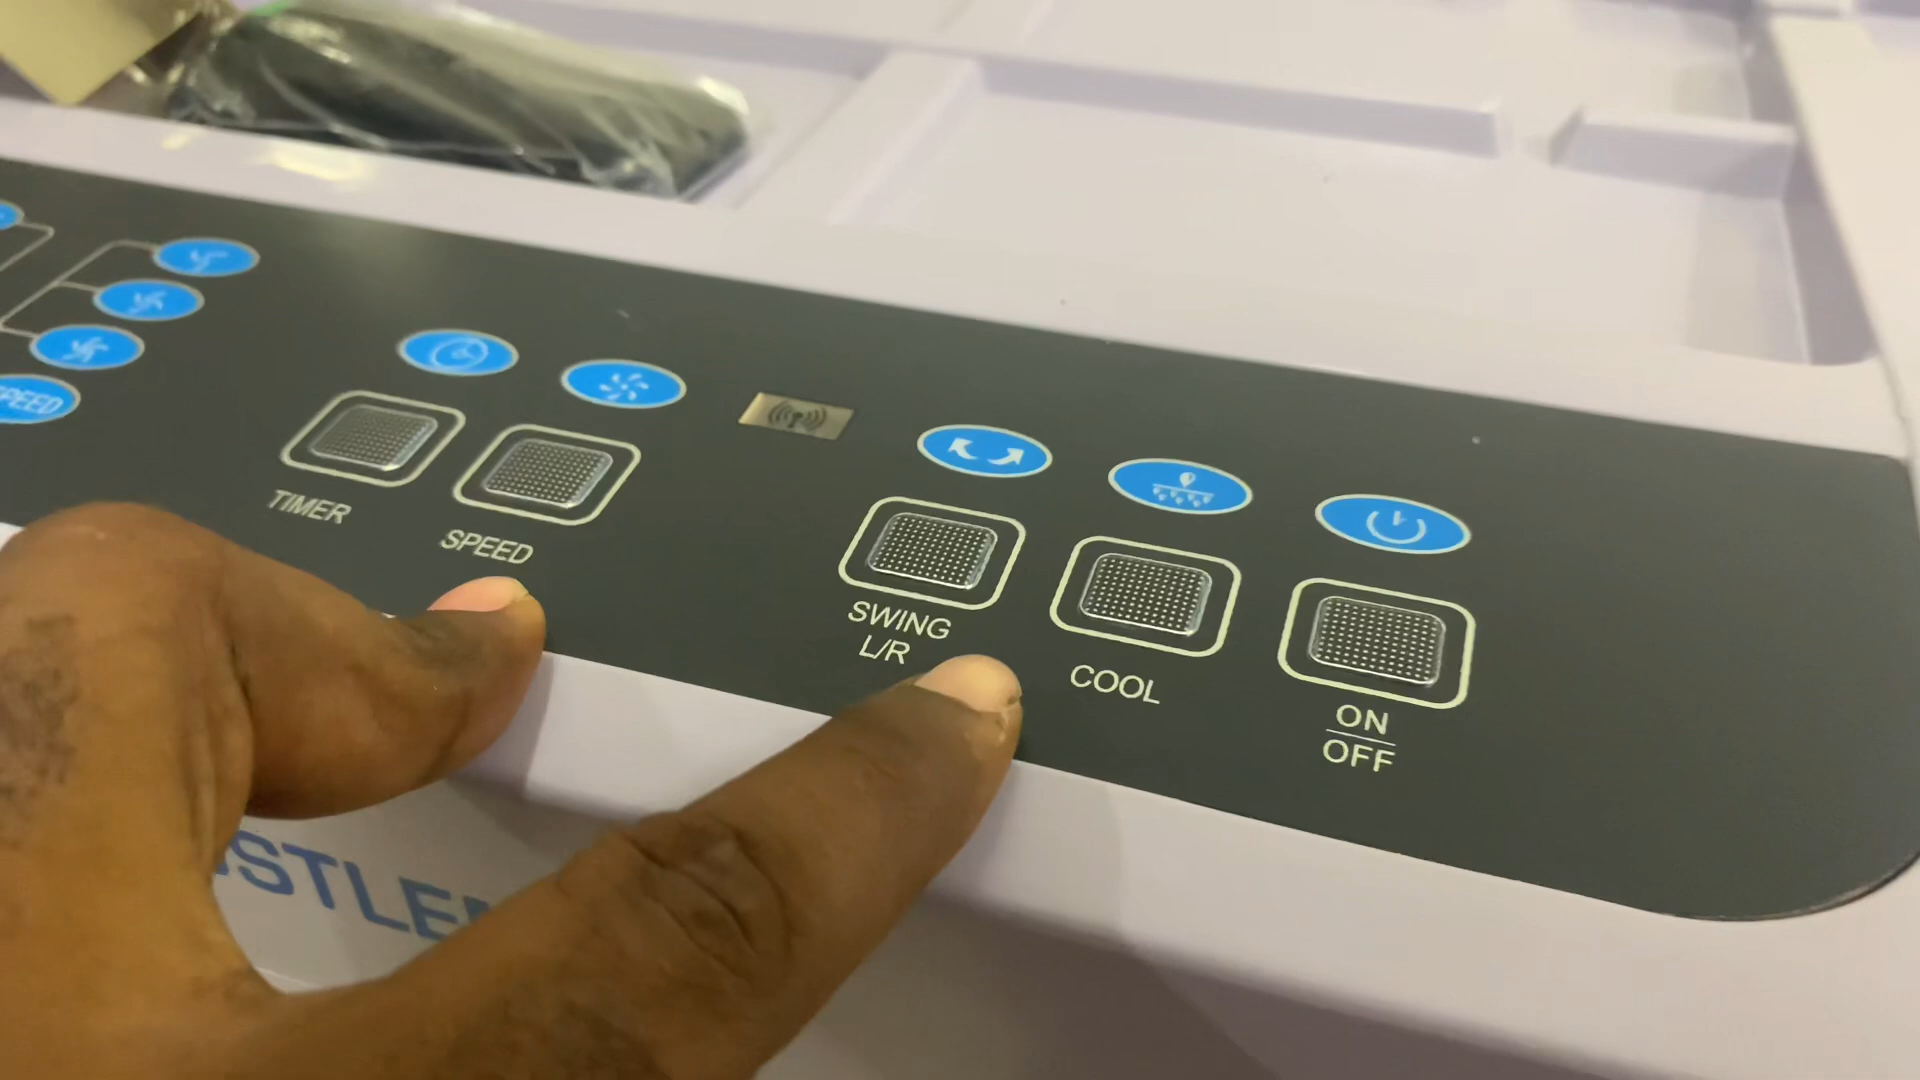 SPEED
TIMER
SPEED
SWING
L/R
COOL
ON
OFF